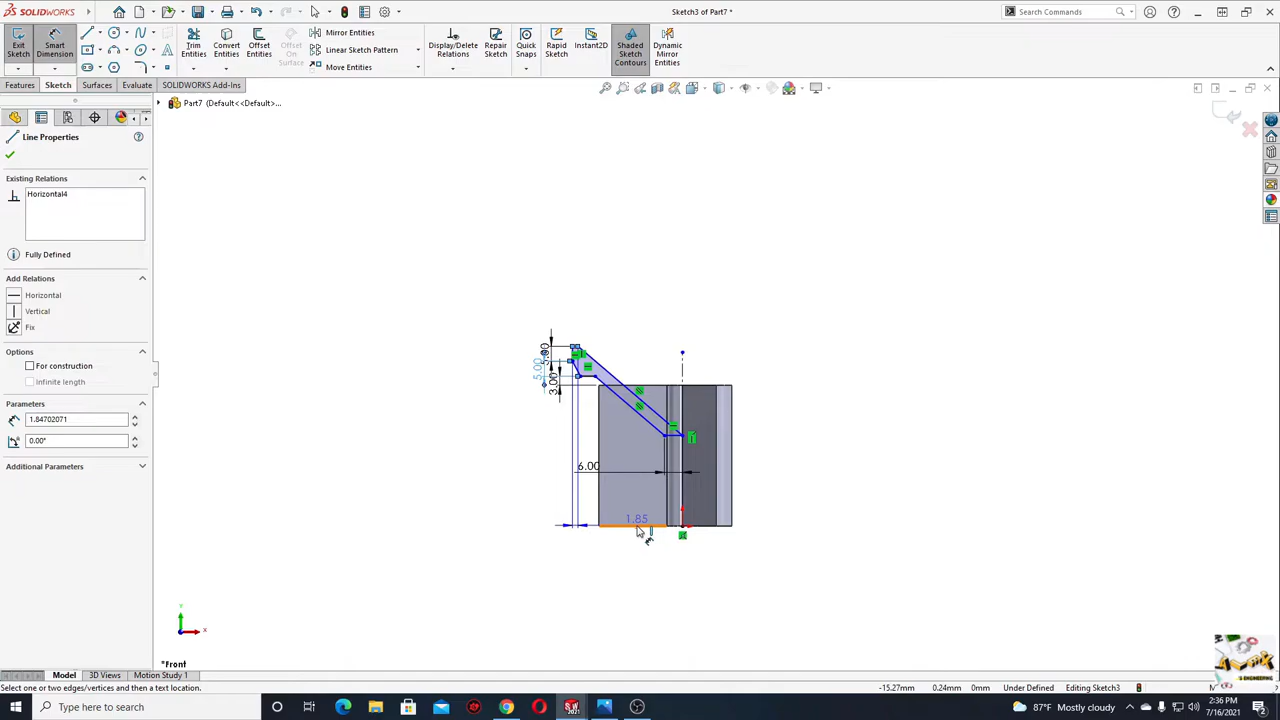 SOLIDWORKS
Sketch3 of Part7 *
Search Commands
Exit Sketch
Smart Dimension
Trim Entities
Convert Entities
Offset Entities
Offset On Surface
Mirror Entities
Linear Sketch Pattern
Move Entities
Display/Delete Relations
Repair Sketch
Quick Snaps
Rapid Sketch
Instant2D
Shaded Sketch Contours
Dynamic Mirror Entities
Features
Sketch
Surfaces
Evaluate
SOLIDWORKS Add-Ins
Part7 (Default<<Default>...
Line Properties
Existing Relations
Horizontal4
Fully Defined
Add Relations
Horizontal
Vertical
Fix
Options
For construction
Infinite length
Parameters
1.84702071
0.00°
Additional Parameters
5.00
5.00
3.00
6.00
1.85
Y
X
*Front
Model
3D Views
Motion Study 1
Select one or two edges/vertices and then a text location.
-15.27mm
0.24mm
0mm
Under Defined
Editing Sketch3
Type here to search
87°F Mostly cloudy
2:36 PM
7/16/2021